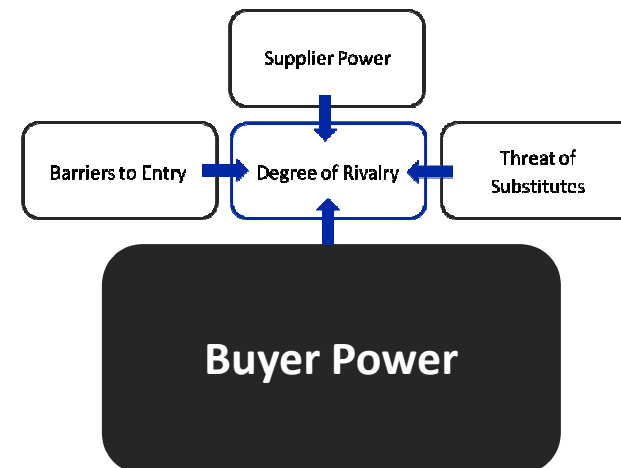 Supplier Power
Barriers to Entry
Degree of Rivalry
Threat of
Substitutes
Buyer Power